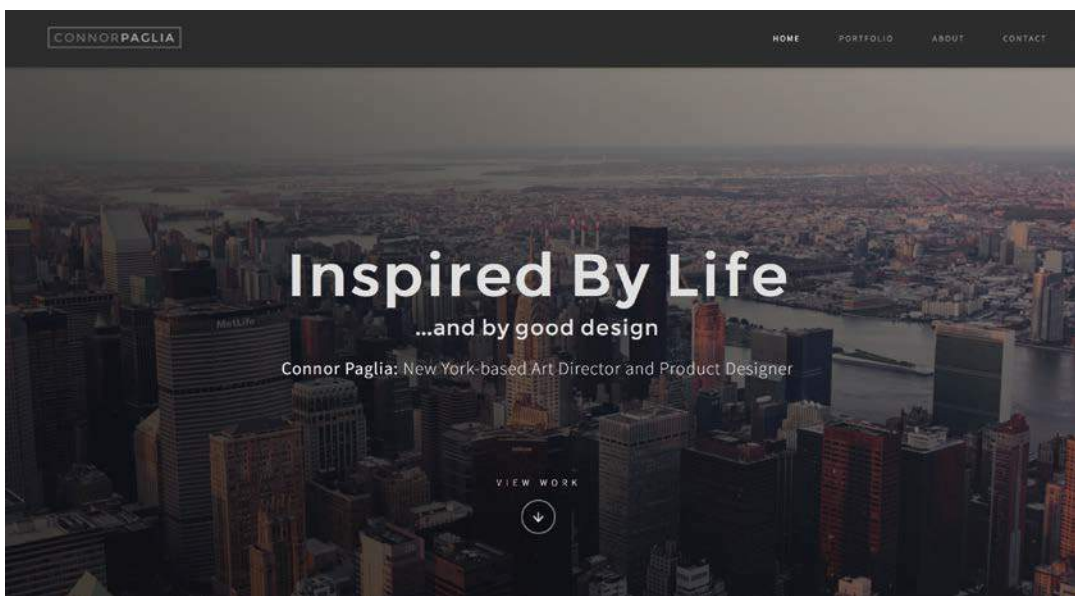 CONNORPAGLIA
HOME PORTFOLIO ABOUT CONTACT
Inspired By Life
...and by good design
Connor Paglia: New York-based Art Director and Product Designer
MetLife
VIEW WORK